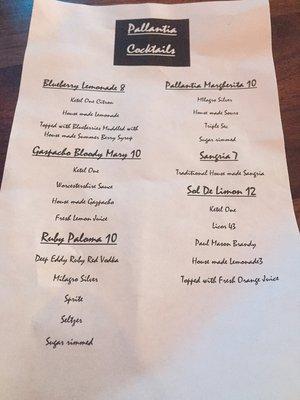 Pallantia
Cocktails
Blueberry Lemonade 8
Ketel One Citron
House made Lemonade
Topped with Blueberries Muddled with
House made Summer Berry Syrup
Gaspacho Bloody Mary 10
Ketel One
Worcestershire Sauce
House made Gazpacho
Fresh Lemon Juice
Ruby Paloma 10
Deep Eddy Ruby Red Vodka
Milagro Silver
Sprite
Seltzer
Sugar rimmed
Pallantia Margherita 10
Milagro Silver
House made Sours
Triple Sec
Sugar rimmed
Sangria 7
Traditional House made Sangria
Sol De Limon 12
Ketel One
Licor 43
Paul Mason Brandy
House made Lemonade3
Topped with Fresh Orange Juice